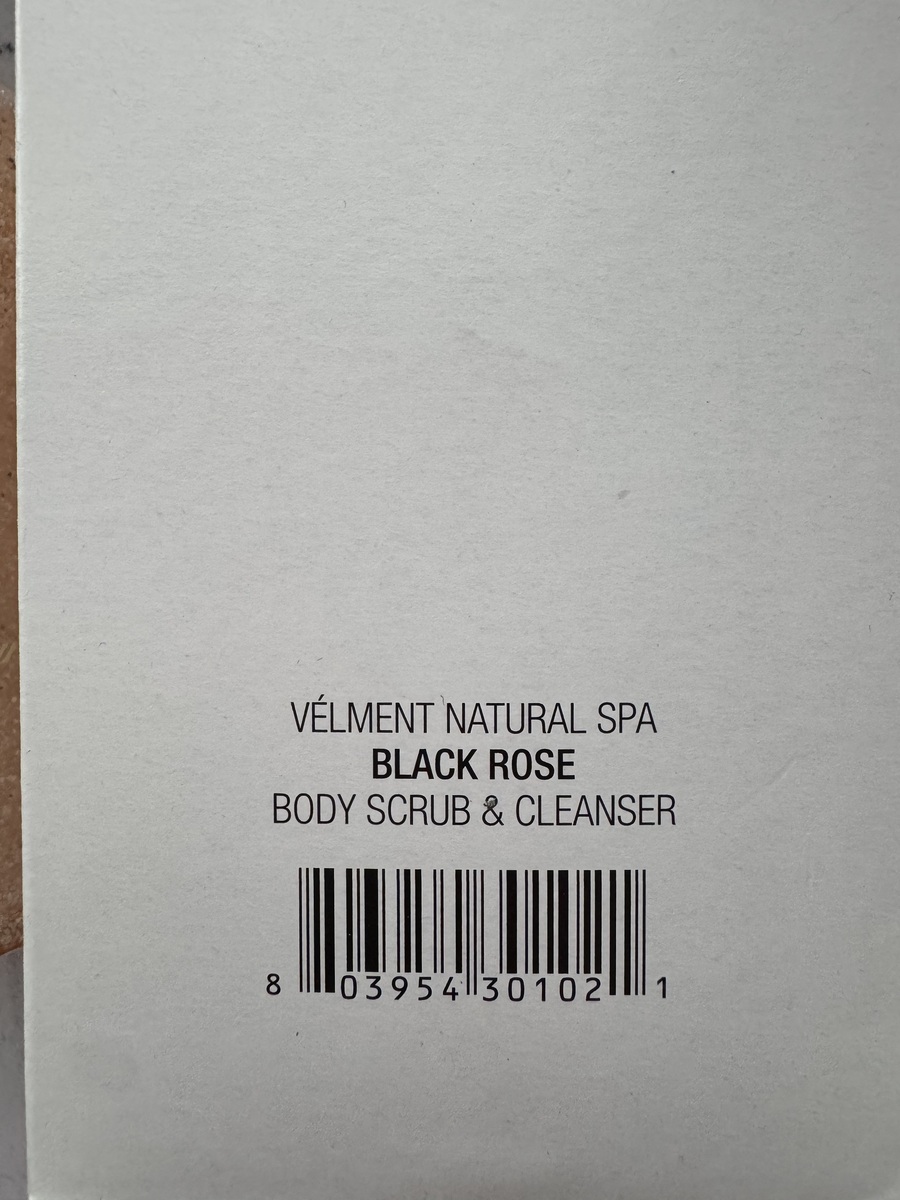 VÉLMENT NATURAL SPA
BLACK ROSE
BODY SCRUB & CLEANSER
8 03954 30102 1